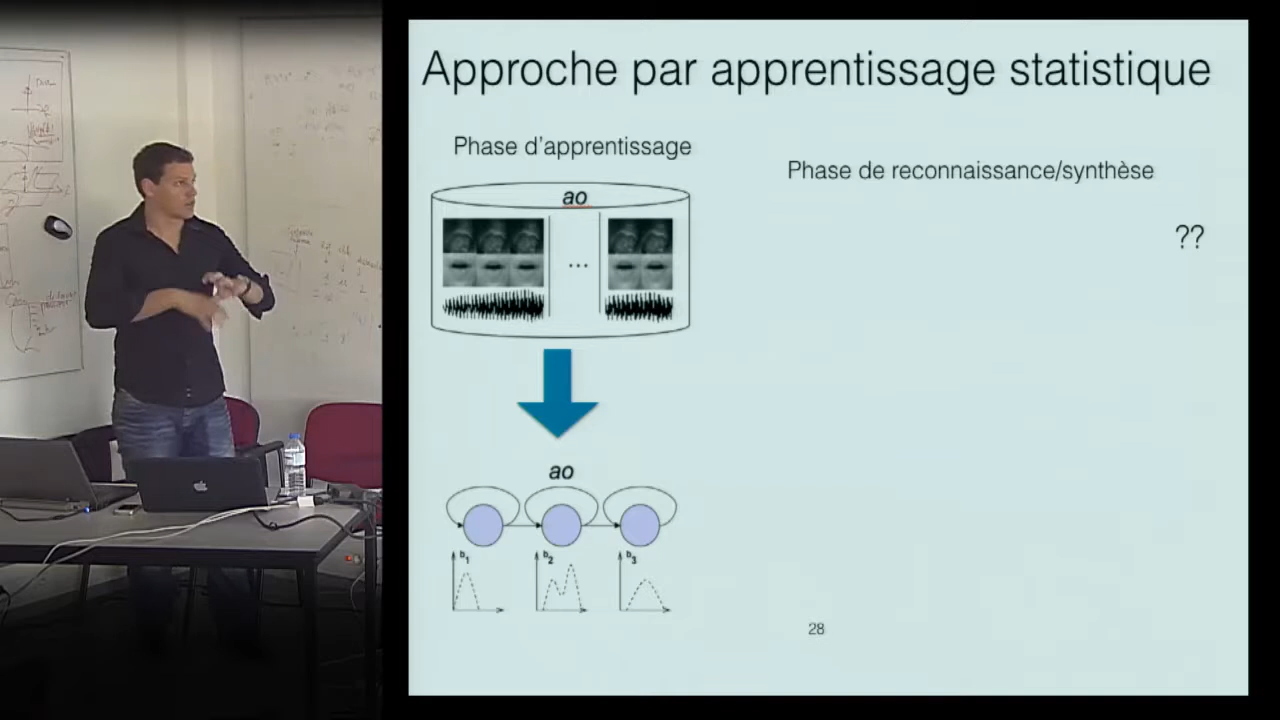 Approche par apprentissage statistique
Phase d'apprentissage
Phase de reconnaissance/synthèse
ao
??
...
ao
b1
b2
b3
28